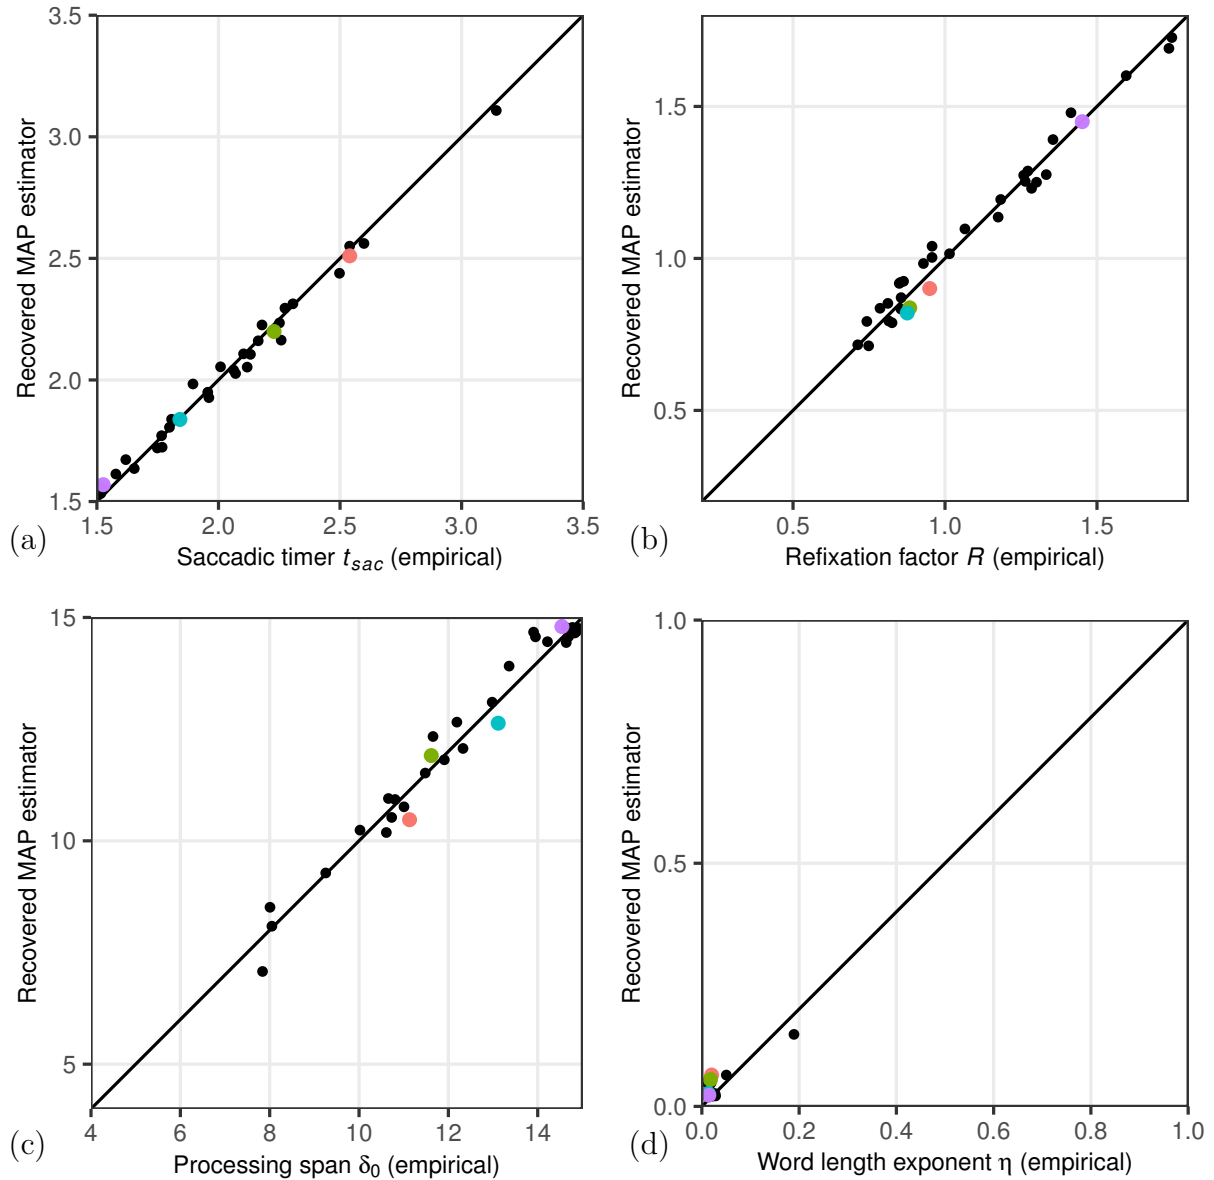 3.5
3.0
2.5
2.0
1.5
Recovered MAP estimator
1.5 2.0 2.5 3.0 3.5
Saccadic timer t_sac (empirical)
(a)
1.5
1.0
0.5
Recovered MAP estimator
0.5 1.0 1.5
Refixation factor R (empirical)
(b)
15
10
5
Recovered MAP estimator
4 6 8 10 12 14
Processing span δ₀ (empirical)
(c)
1.0
0.5
0.0
Recovered MAP estimator
0.0 0.2 0.4 0.6 0.8 1.0
Word length exponent η (empirical)
(d)